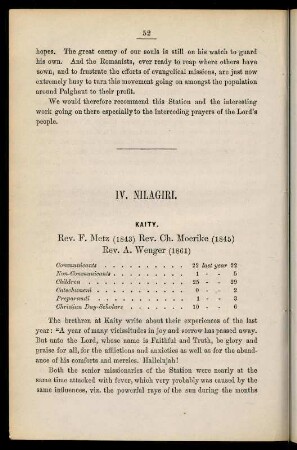 52
hopes. The great enemy of our souls is still on his watch to guard
his own. And the Romanists, ever ready to reap where others have
sown, and to frustrate the efforts of evangelical missions, are just now
extremely busy to turn this movement going on amongst the population
around Palghaut to their profit.
We would therefore recommend this Station and the interesting
work going on there especially to the interceding prayers of the Lord's
people.
IV. NILAGIRI.
KAITY.
Rev. F. Metz (1843) Rev. Ch. Moerike (1845)
Rev. A. Wenger (1861)
Communicants . . . . . . . . . . 22 last year 22
Non-Communicants . . . . . . . . . 1 - - 5
Children . . . . . . . . . . . 25 - - 19
Catechumens . . . . . . . . . . 0 - - 2
Preparandi . . . . . . . . . . 1 - - 3
Christian Day-Scholars . . . . . . . . 10 - - 6
The brethren at Kaity write about their experiences of the last
year: "A year of many vicissitudes in joy and sorrow has passed away.
But unto the Lord, whose name is Faithful and Truth, be glory and
praise for all, for the afflictions and anxieties as well as for the abun-
dance of his comforts and mercies. Hallelujah!
Both the senior missionaries of the Station were nearly at the
same time attacked with fever, which very probably was caused by the
same influences, viz. the powerful rays of the sun during the months